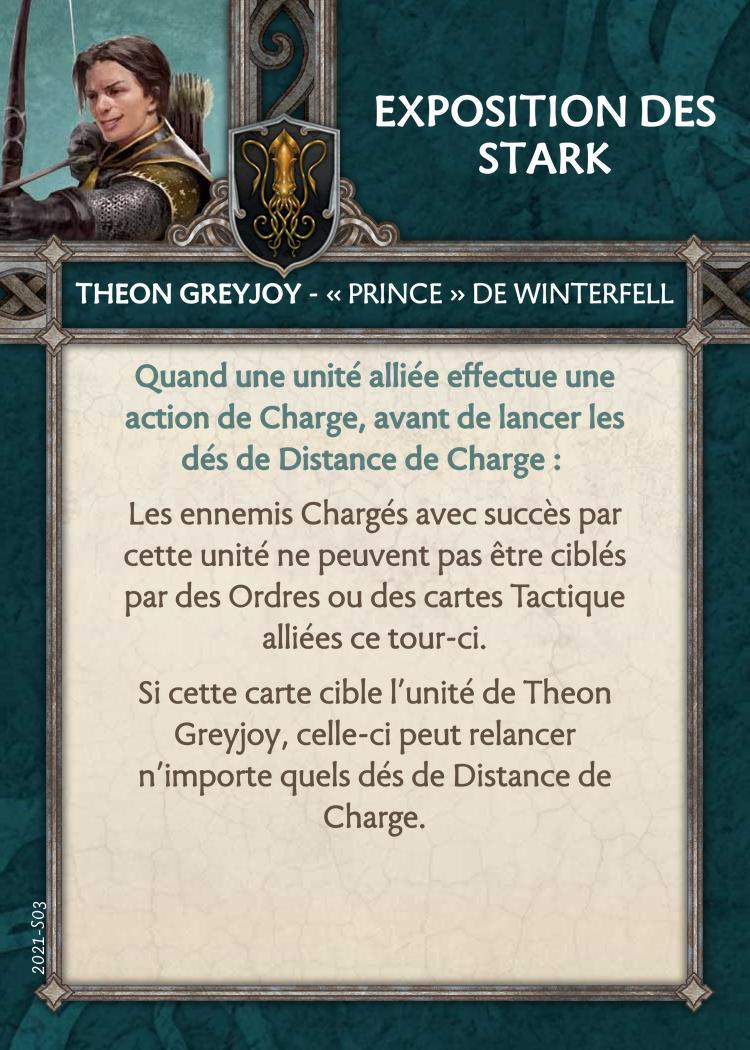 EXPOSITION DES
STARK
THEON GREYJOY - « PRINCE » DE WINTERFELL
Quand une unité alliée effectue une
action de Charge, avant de lancer les
dés de Distance de Charge :
Les ennemis Chargés avec succès par
cette unité ne peuvent pas être ciblés
par des Ordres ou des cartes Tactique
alliées ce tour-ci.
Si cette carte cible l'unité de Theon
Greyjoy, celle-ci peut relancer
n'importe quels dés de Distance de
Charge.
2021-S03